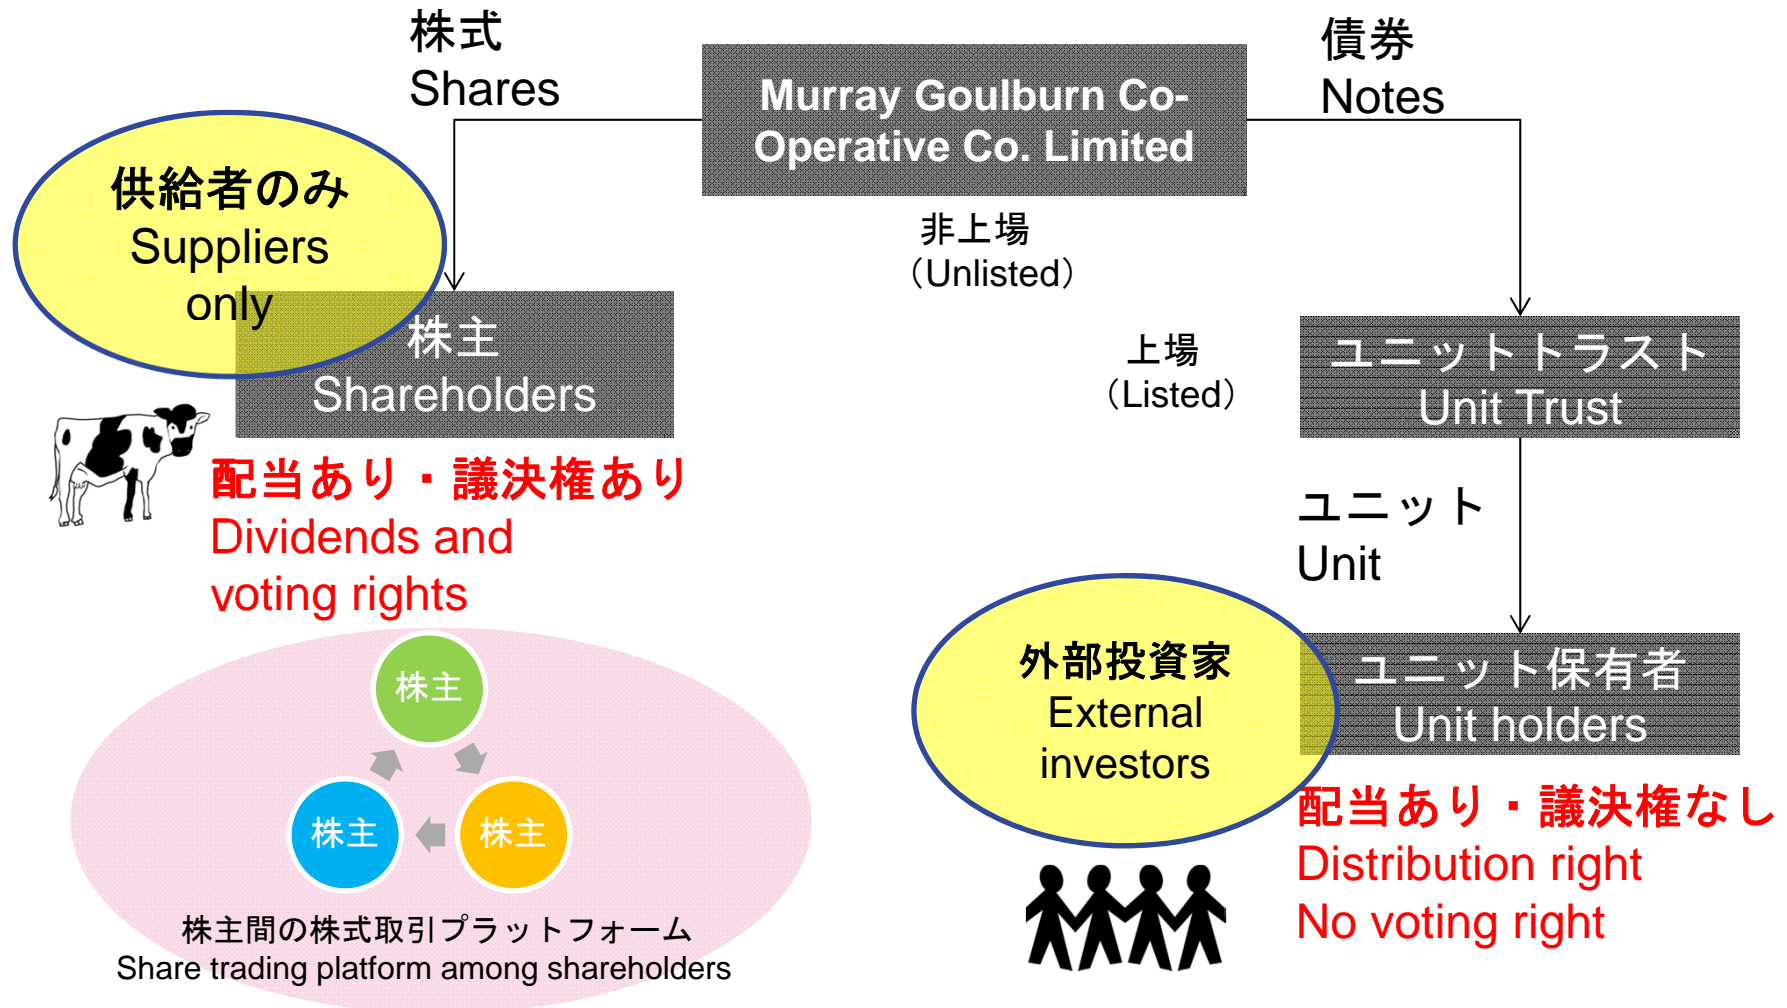 株式
Shares
Murray Goulburn Co-
Operative Co. Limited
債券
Notes
供給者のみ
Suppliers
only
非上場
（Unlisted）
株主
Shareholders
上場
（Listed）
ユニットトラスト
Unit Trust
配当あり・議決権あり
Dividends and
voting rights
ユニット
Unit
外部投資家
External
investors
ユニット保有者
Unit holders
配当あり・議決権なし
Distribution right
No voting right
株主
株主
株主
株主間の株式取引プラットフォーム
Share trading platform among shareholders